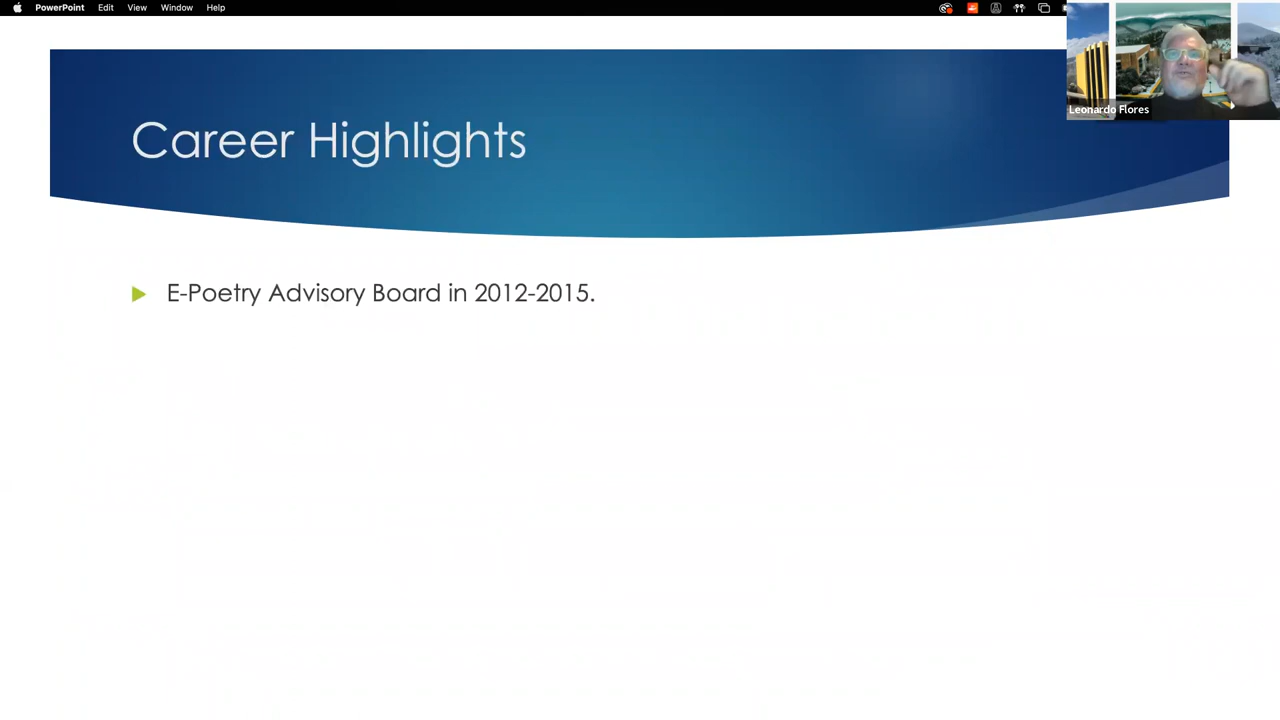 PowerPoint Edit View Window Help
Leonardo Flores
Career Highlights
E-Poetry Advisory Board in 2012-2015.